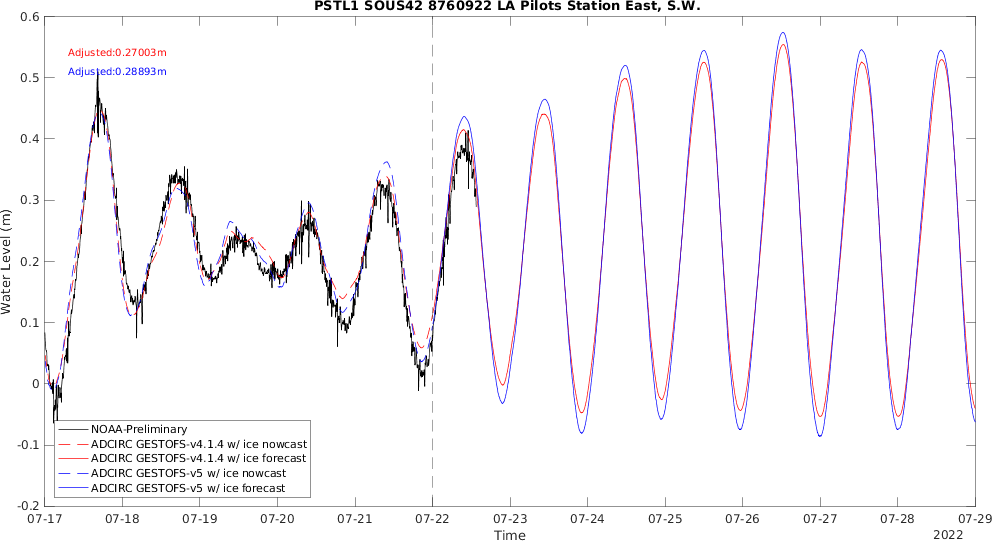 PSTL1 SOUS42 8760922 LA Pilots Station East, S.W.
Adjusted:0.27003m
Adjusted:0.28893m
Water Level (m)
0.6
0.5
0.4
0.3
0.2
0.1
0
-0.1
-0.2
NOAA-Preliminary
ADCIRC GESTOFS-v4.1.4 w/ ice nowcast
ADCIRC GESTOFS-v4.1.4 w/ ice forecast
ADCIRC GESTOFS-v5 w/ ice nowcast
ADCIRC GESTOFS-v5 w/ ice forecast
07-17 07-18 07-19 07-20 07-21 07-22 07-23 07-24 07-25 07-26 07-27 07-28 07-29
Time
2022